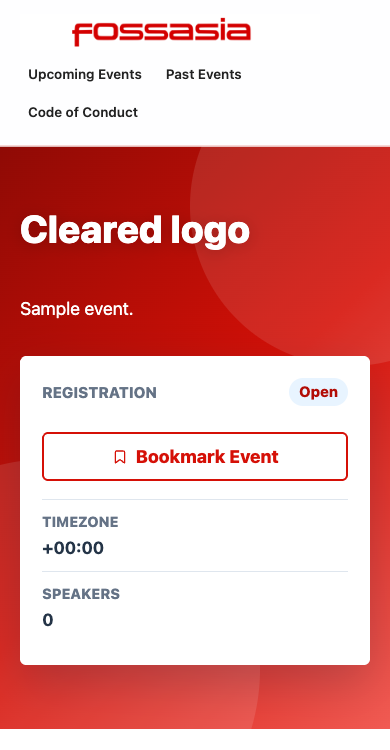 fossasia
Upcoming Events
Past Events
Code of Conduct
Cleared logo
Sample event.
REGISTRATION
Open
Bookmark Event
TIMEZONE
+00:00
SPEAKERS
0